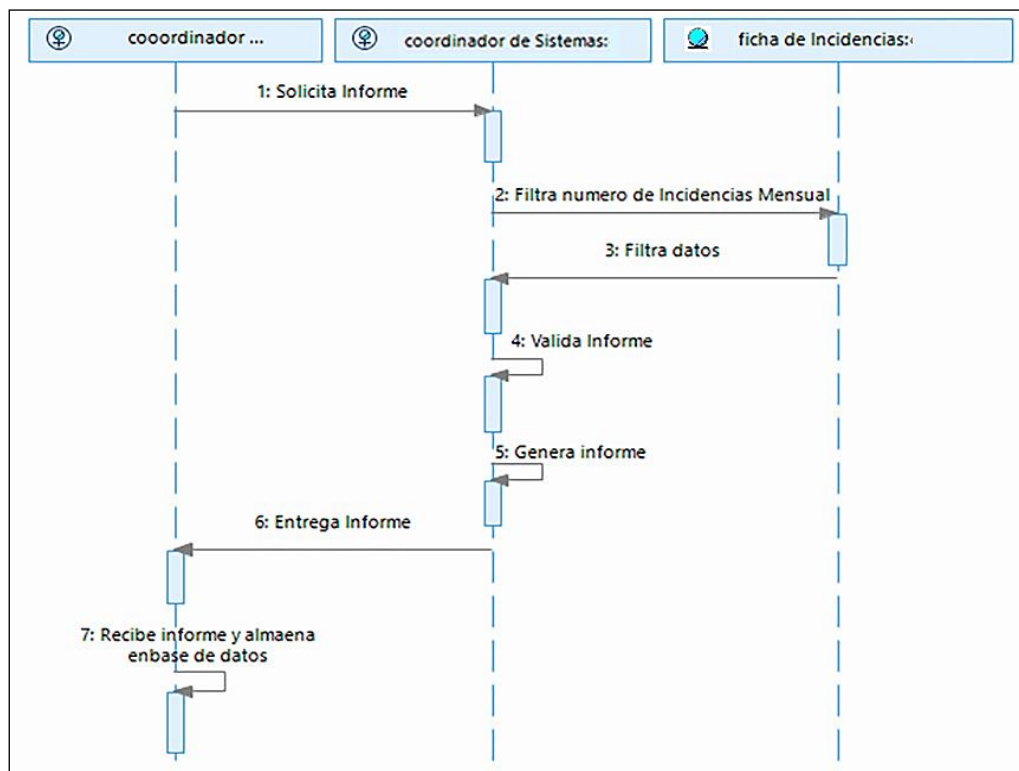 cooordinador ...
coordinador de Sistemas:
ficha de Incidencias:
1: Solicita Informe
2: Filtra numero de Incidencias Mensual
3: Filtra datos
4: Valida Informe
5: Genera informe
6: Entrega Informe
7: Recibe informe y almaena
enbase de datos